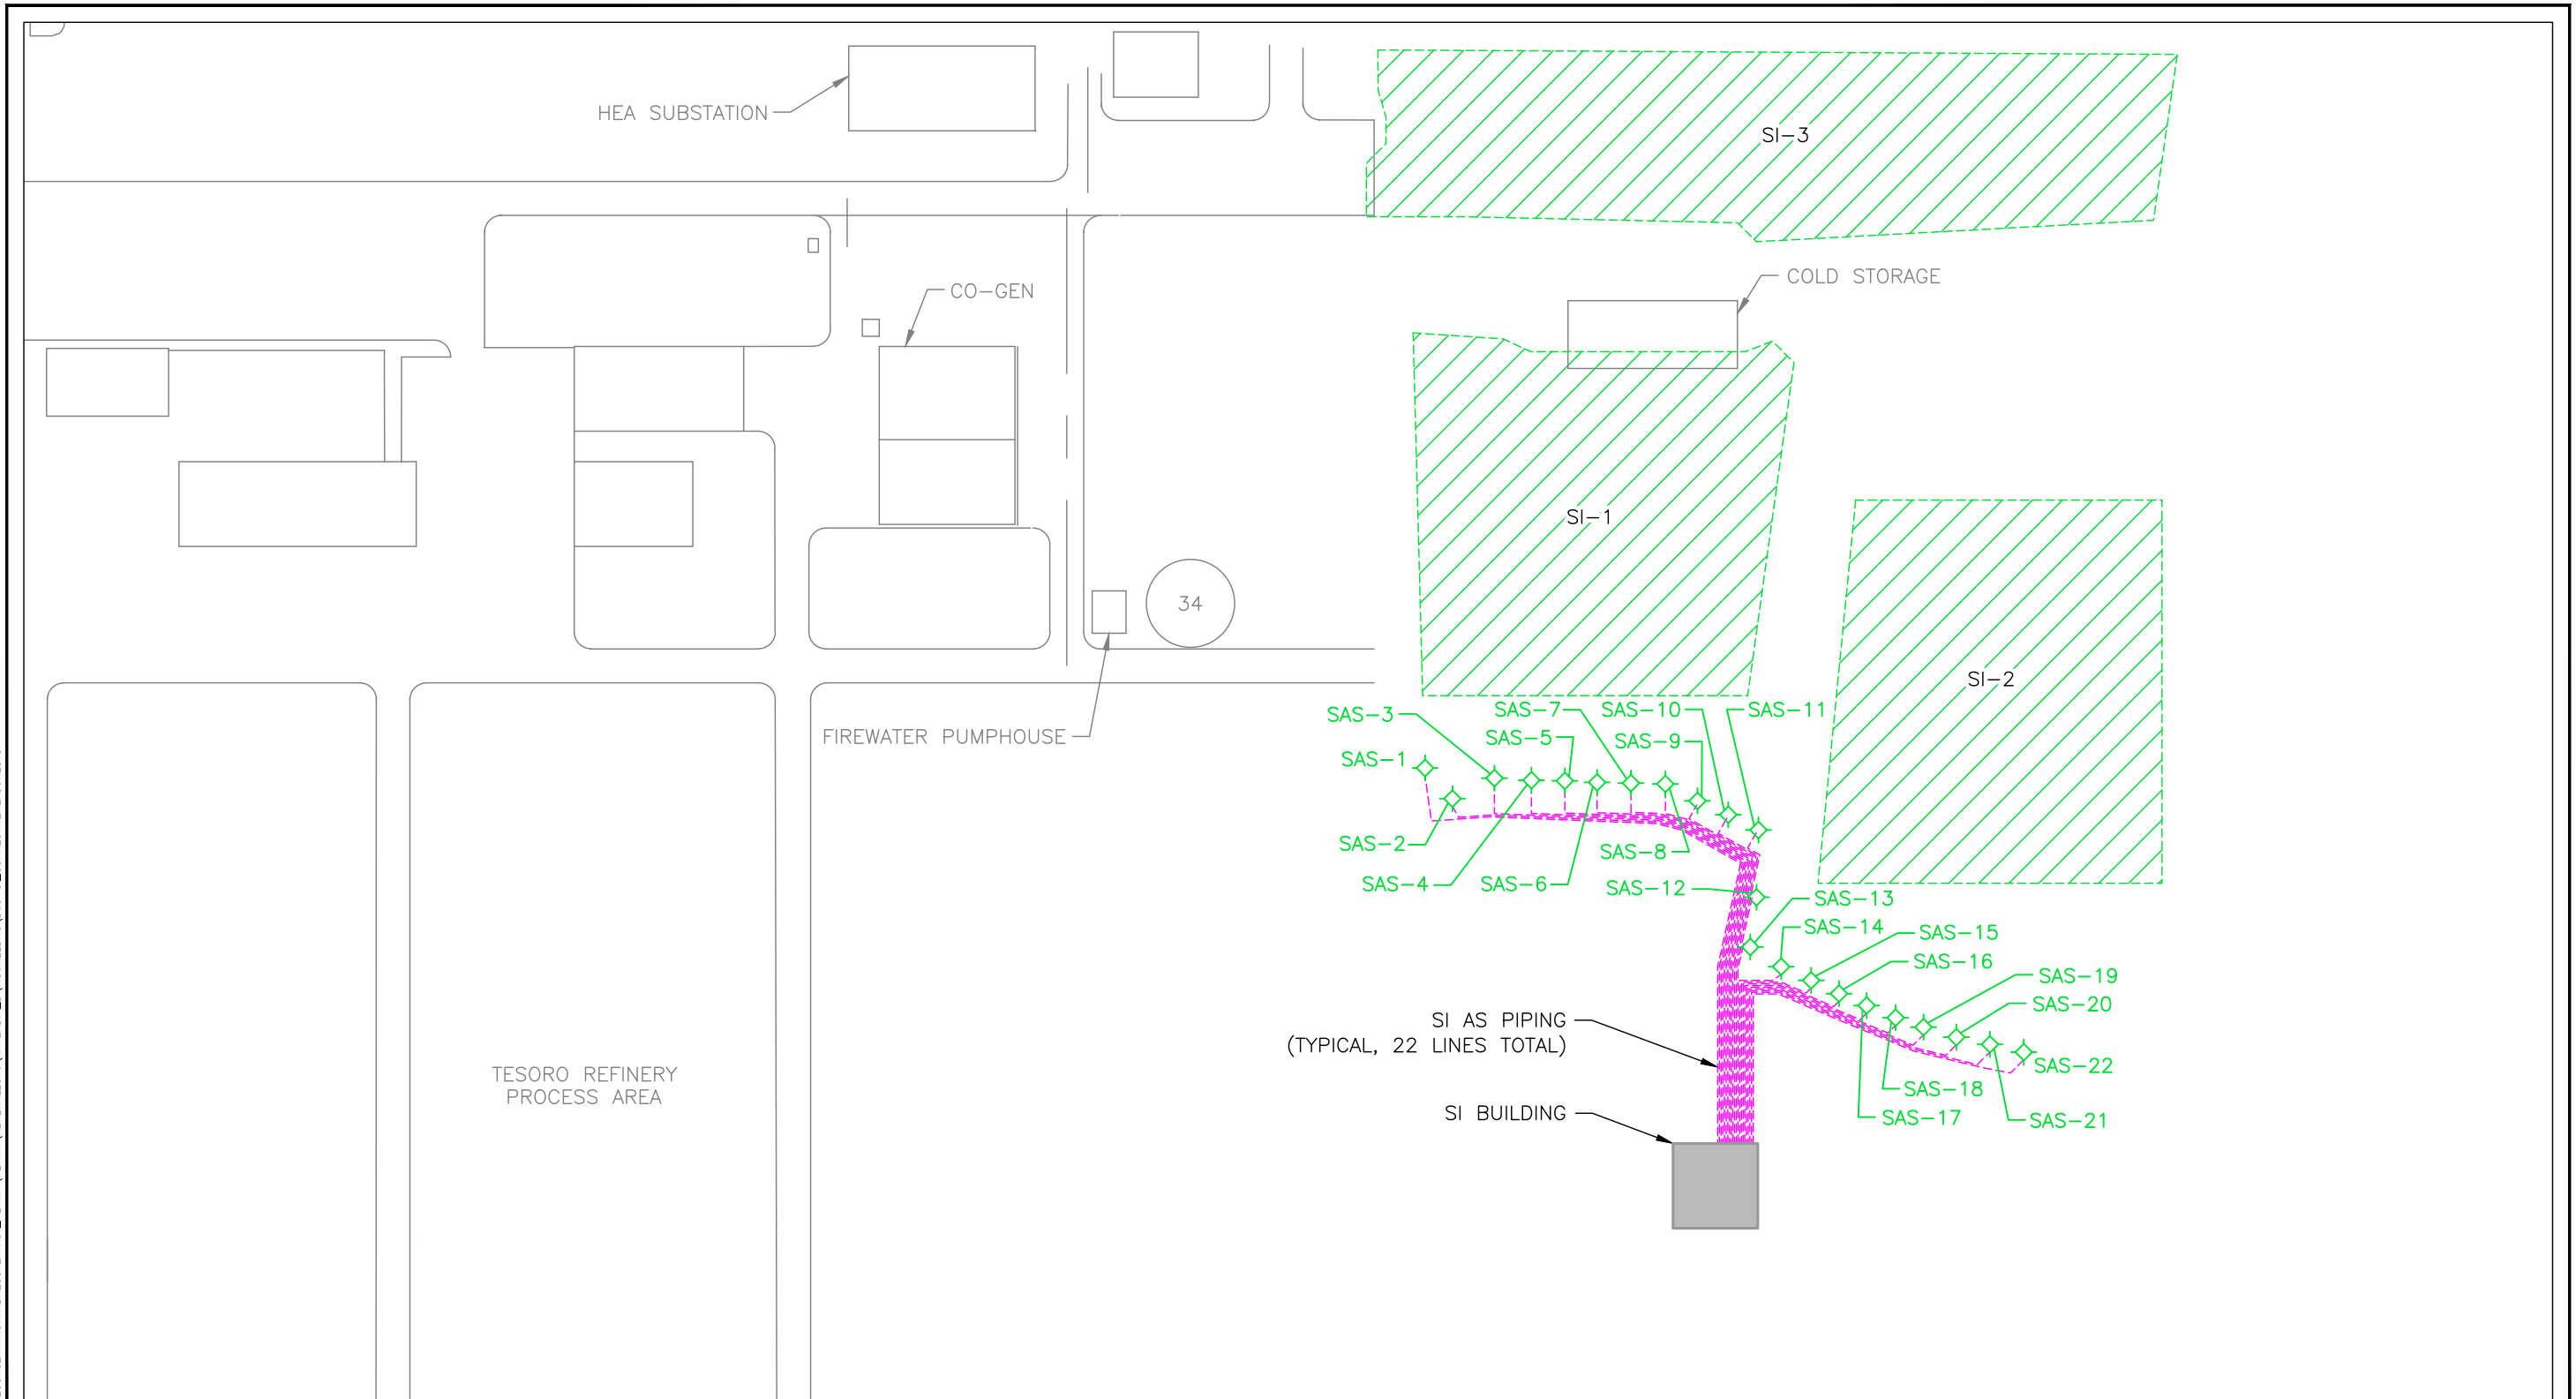 HEA SUBSTATION
SI-3
CO-GEN
COLD STORAGE
SI-1
34
SI-2
FIREWATER PUMPHOUSE
SAS-3
SAS-7
SAS-10
SAS-11
SAS-5
SAS-9
SAS-1
SAS-2
SAS-8
SAS-4
SAS-6
SAS-12
SAS-13
SAS-14
SAS-15
SAS-16
SAS-19
SAS-20
SI AS PIPING
(TYPICAL, 22 LINES TOTAL)
SAS-22
TESORO REFINERY
PROCESS AREA
SAS-18
SI BUILDING
SAS-17
SAS-21